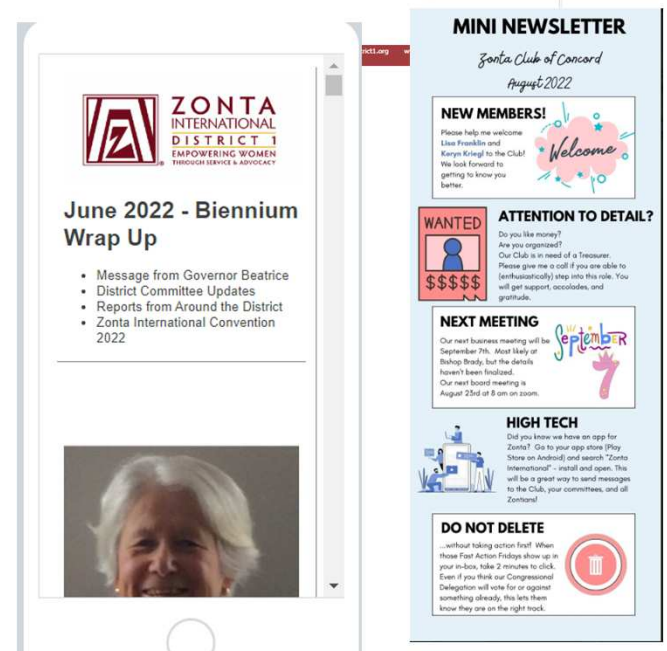 ZONTA
INTERNATIONAL
DISTRICT 1
EMPOWERING WOMEN
THROUGH SERVICE & ADVOCACY
June 2022 - Biennium
Wrap Up
• Message from Governor Beatrice
• District Committee Updates
• Reports from Around the District
• Zonta International Convention
2022
rict1.org
MINI NEWSLETTER
Zonta Club of Concord
August 2022
NEW MEMBERS!
Please help me welcome
Lisa Franklin and
Karyn Kriegl to the Club!
We look forward to
getting to know you
better.
Welcome
WANTED
$$$$$
ATTENTION TO DETAIL?
Do you like money?
Are you organized?
Our Club is in need of a Treasurer.
Please give me a call if you are able to
(enthusiastically) step into this role. You
will get support, accolades, and
gratitude.
NEXT MEETING
Our next business meeting will be
September 7th. Most likely at
Bishop Brady, but the details
haven't been finalized.
Our next board meeting is
August 23rd at 8 am on zoom.
SEptEmbER
7
HIGH TECH
Did you know we have an app for
Zonta? Go to your app store (Play
Store on Android) and search "Zonta
International" - install and open. This
will be a great way to send messages
to the Club, your committees, and all
Zontians!
DO NOT DELETE
...without taking action first! When
those Fast Action Fridays show up in
your in-box, take 2 minutes to click.
Even if you think our Congressional
Delegation will vote for or against
something already, this lets them
know they are on the right track.